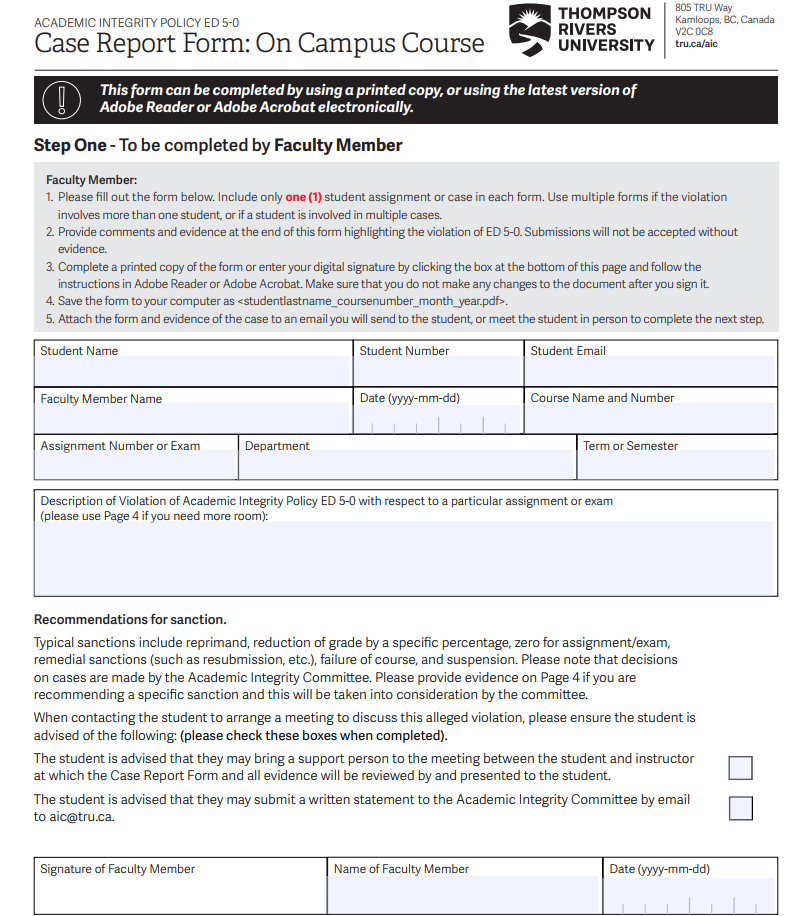 ACADEMIC INTEGRITY POLICY ED 5-0
Case Report Form: On Campus Course
THOMPSON
RIVERS
UNIVERSITY
805 TRU Way
Kamloops, BC, Canada
V2C 0C8
tru.ca/aic
This form can be completed by using a printed copy, or using the latest version of
Adobe Reader or Adobe Acrobat electronically.
Step One - To be completed by Faculty Member
Faculty Member:
1. Please fill out the form below. Include only one (1) student assignment or case in each form. Use multiple forms if the violation
involves more than one student, or if a student is involved in multiple cases.
2. Provide comments and evidence at the end of this form highlighting the violation of ED 5-0. Submissions will not be accepted without
evidence.
3. Complete a printed copy of the form or enter your digital signature by clicking the box at the bottom of this page and follow the
instructions in Adobe Reader or Adobe Acrobat. Make sure that you do not make any changes to the document after you sign it.
4. Save the form to your computer as <studentlastname_coursenumber_month_year.pdf>.
5. Attach the form and evidence of the case to an email you will send to the student, or meet the student in person to complete the next step.
Student Name
Student Number
Student Email
Faculty Member Name
Date (yyyy-mm-dd)
Course Name and Number
Assignment Number or Exam
Department
Term or Semester
Description of Violation of Academic Integrity Policy ED 5-0 with respect to a particular assignment or exam
(please use Page 4 if you need more room):
Recommendations for sanction.
Typical sanctions include reprimand, reduction of grade by a specific percentage, zero for assignment/exam,
remedial sanctions (such as resubmission, etc.), failure of course, and suspension. Please note that decisions
on cases are made by the Academic Integrity Committee. Please provide evidence on Page 4 if you are
recommending a specific sanction and this will be taken into consideration by the committee.
When contacting the student to arrange a meeting to discuss this alleged violation, please ensure the student is
advised of the following: (please check these boxes when completed).
The student is advised that they may bring a support person to the meeting between the student and instructor
at which the Case Report Form and all evidence will be reviewed by and presented to the student.
The student is advised that they may submit a written statement to the Academic Integrity Committee by email
to aic@tru.ca.
Signature of Faculty Member
Name of Faculty Member
Date (yyyy-mm-dd)